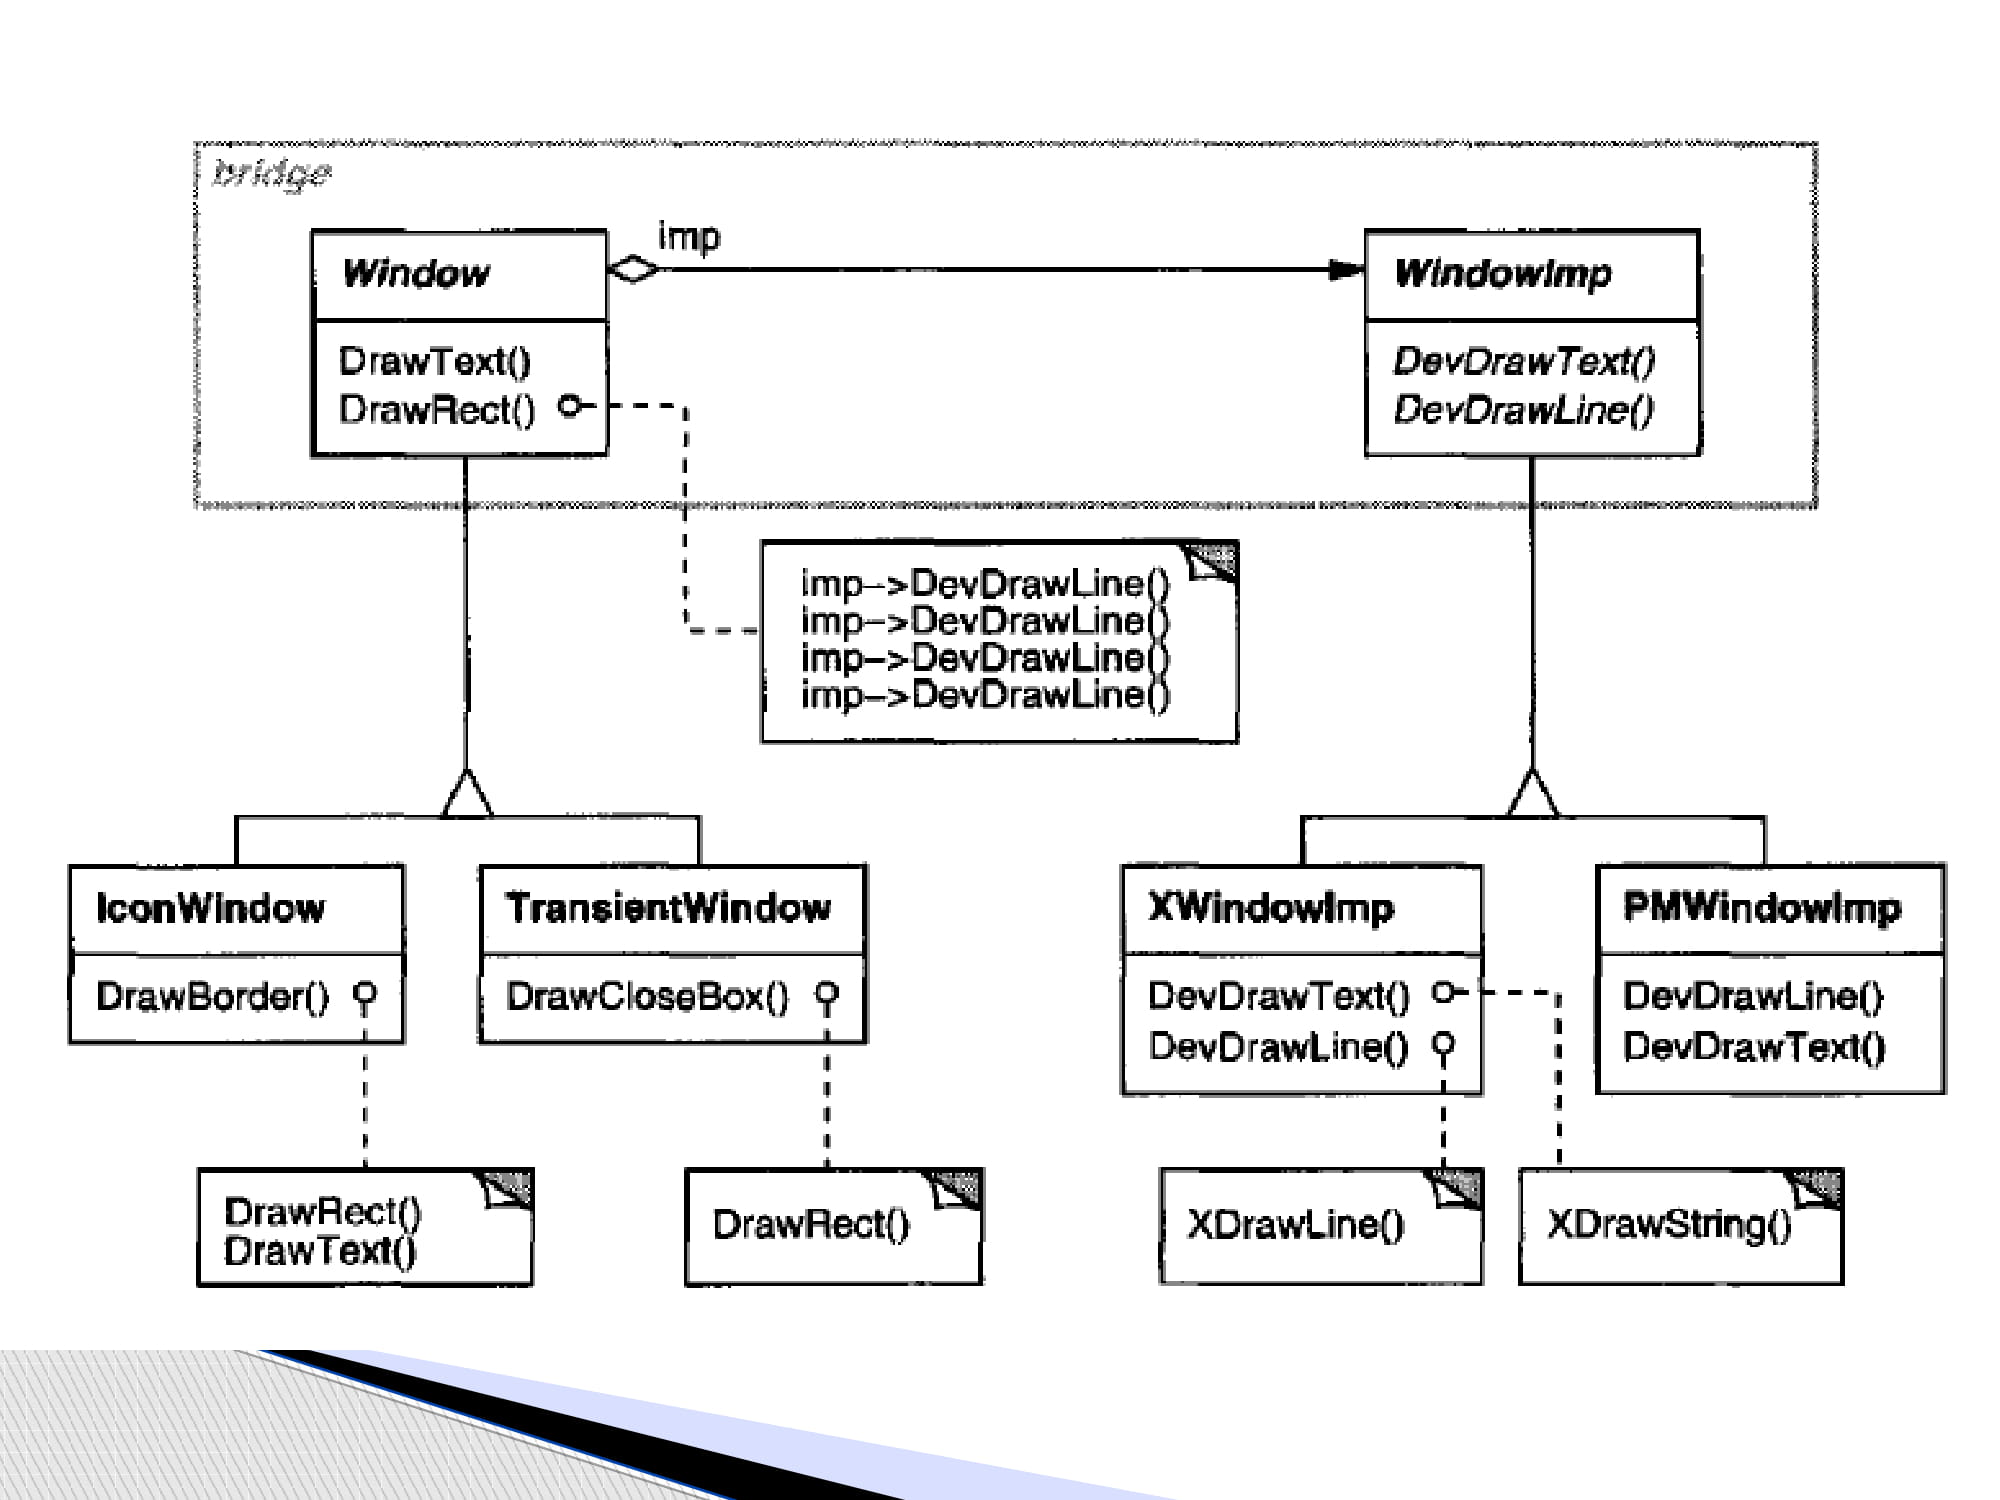 bridge
imp
Window
DrawText()
DrawRect()
WindowImp
DevDrawText()
DevDrawLine()
imp–>DevDrawLine()
imp–>DevDrawLine()
imp–>DevDrawLine()
imp–>DevDrawLine()
IconWindow
DrawBorder()
TransientWindow
DrawCloseBox()
XWindowImp
DevDrawText()
DevDrawLine()
PMWindowImp
DevDrawLine()
DevDrawText()
DrawRect()
DrawText()
DrawRect()
XDrawLine()
XDrawString()